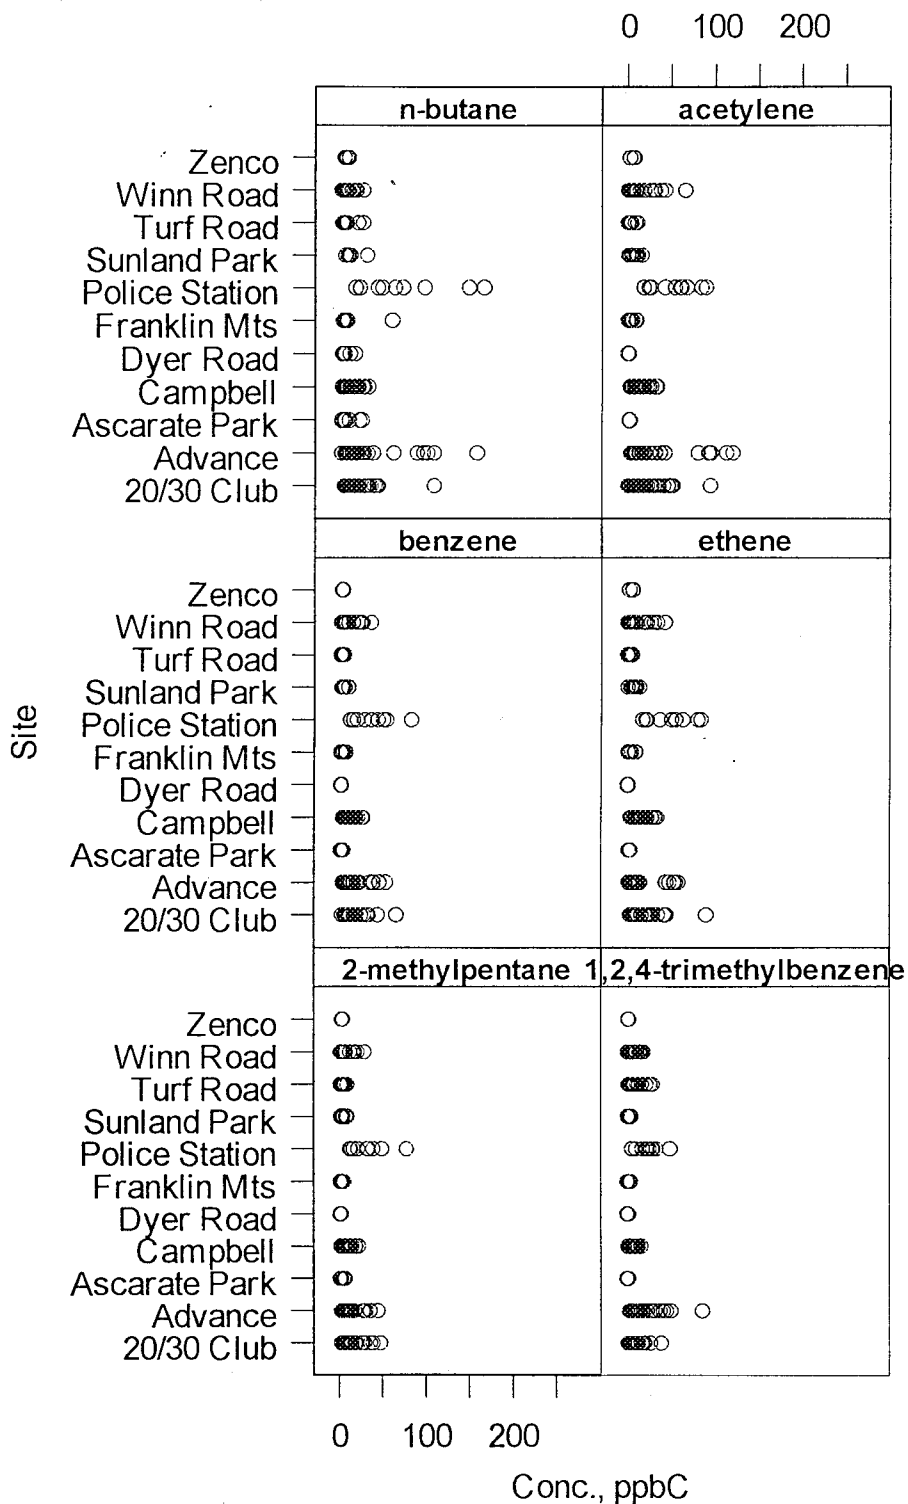 0 100 200
n-butane acetylene
Zenco
Winn Road
Turf Road
Sunland Park
Police Station
Franklin Mts
Dyer Road
Campbell
Ascarate Park
Advance
20/30 Club
benzene ethene
Zenco
Winn Road
Turf Road
Sunland Park
Police Station
Franklin Mts
Dyer Road
Campbell
Ascarate Park
Advance
20/30 Club
Site
2-methylpentane 1,2,4-trimethylbenzene
Zenco
Winn Road
Turf Road
Sunland Park
Police Station
Franklin Mts
Dyer Road
Campbell
Ascarate Park
Advance
20/30 Club
0 100 200
Conc., ppbC